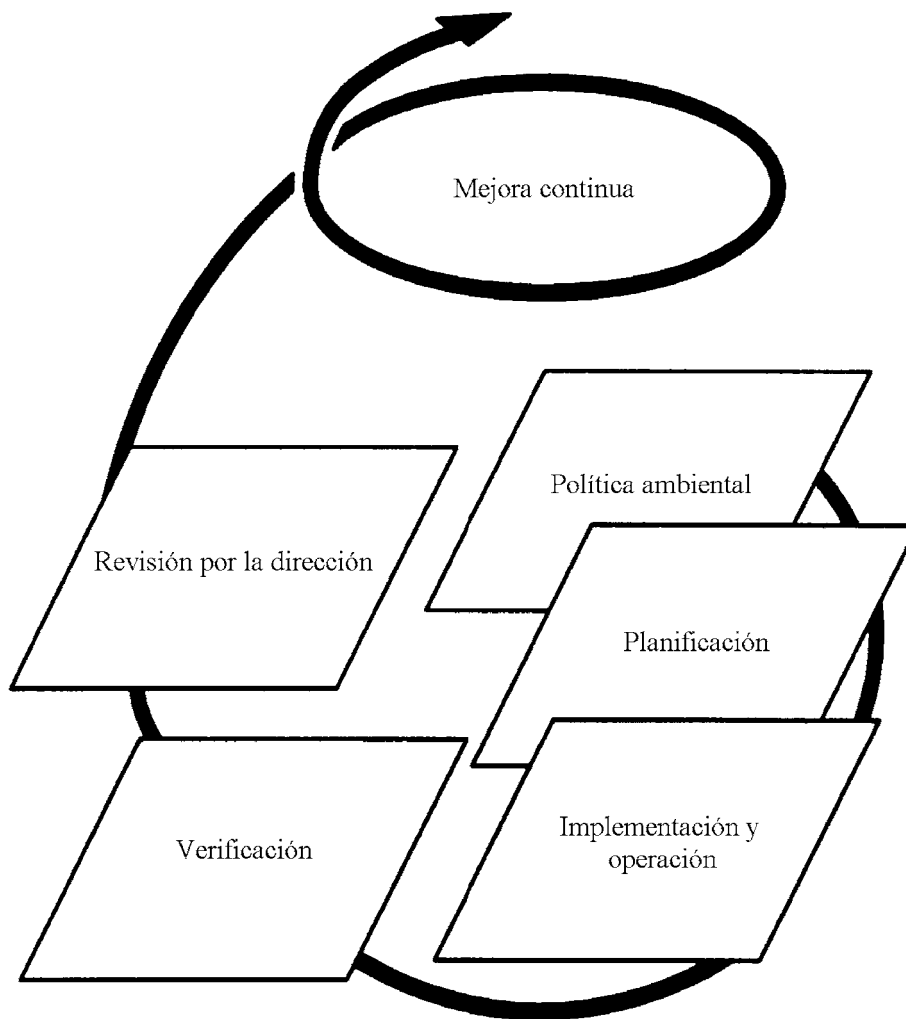 Mejora continua
Política ambiental
Revisión por la dirección
Planificación
Implementación y
operación
Verificación